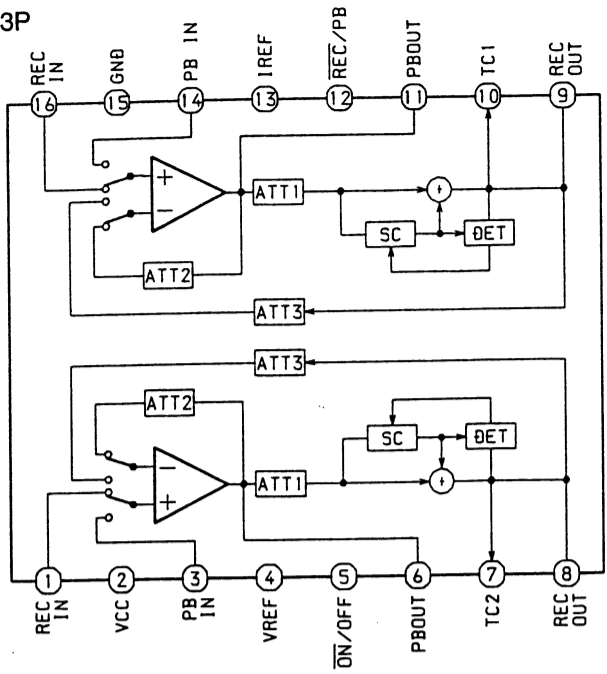 3P
REC IN
GND
PB IN
IREF
REC/PB
PBOUT
TC1
REC OUT
16
15
14
13
12
11
10
9
+
−
ATT1
+
SC
DET
ATT2
ATT3
ATT3
ATT2
SC
DET
−
+
ATT1
+
1
2
3
4
5
6
7
8
REC IN
VCC
PB IN
VREF
ON/OFF
PBOUT
TC2
REC OUT